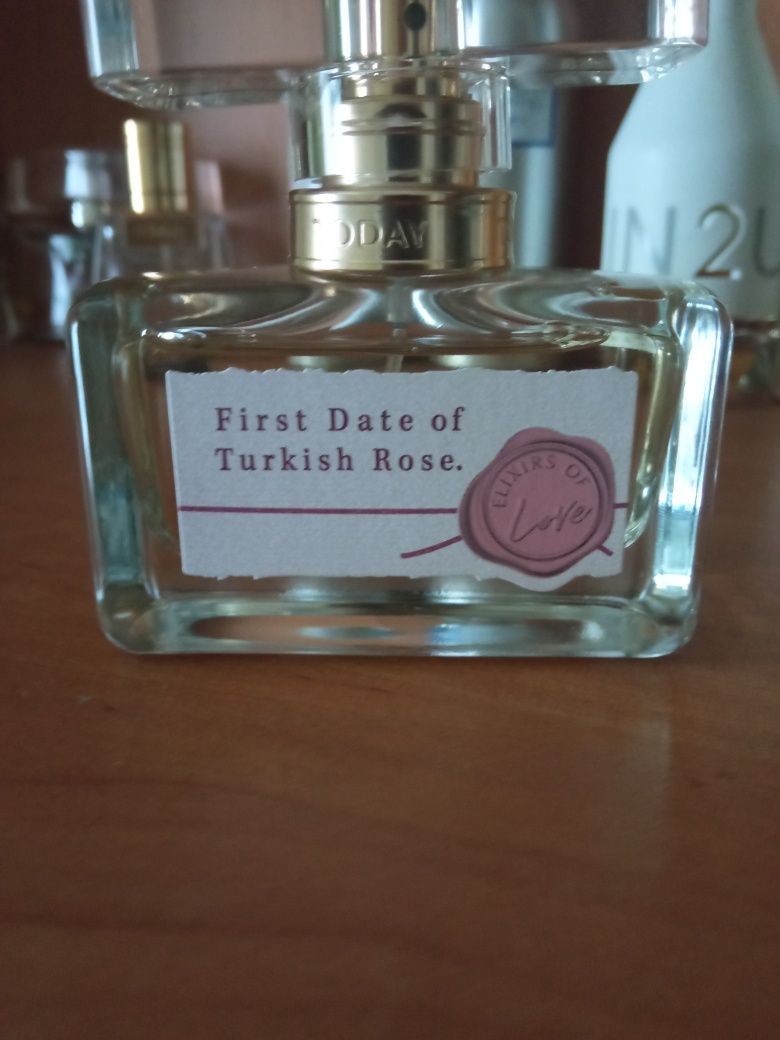 TODAY
IN2U
First Date of
Turkish Rose.
ELIXIRS OF
Love